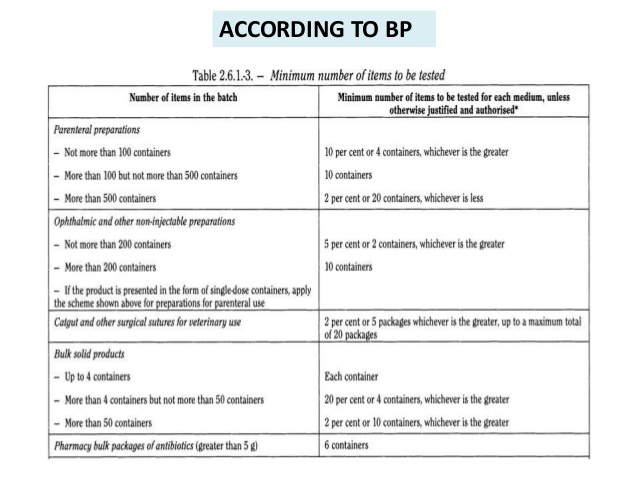 ACCORDING TO BP
Table 2.6.1.-3. – Minimum number of items to be tested
Number of items in the batch
Minimum number of items to be tested for each medium, unless
otherwise justified and authorised*
Parenteral preparations
– Not more than 100 containers
10 per cent or 4 containers, whichever is the greater
– More than 100 but not more than 500 containers
10 containers
– More than 500 containers
2 per cent or 20 containers, whichever is less
Ophthalmic and other non-injectable preparations
– Not more than 200 containers
5 per cent or 2 containers, whichever is the greater
– More than 200 containers
10 containers
– If the product is presented in the form of single-dose containers, apply
the scheme shown above for preparations for parenteral use
Catgut and other surgical sutures for veterinary use
2 per cent or 5 packages whichever is the greater, up to a maximum total
of 20 packages
Bulk solid products
– Up to 4 containers
Each container
– More than 4 containers but not more than 50 containers
20 per cent or 4 containers, whichever is the greater
– More than 50 containers
2 per cent or 10 containers, whichever is the greater
Pharmacy bulk packages of antibiotics (greater than 5 g)
6 containers